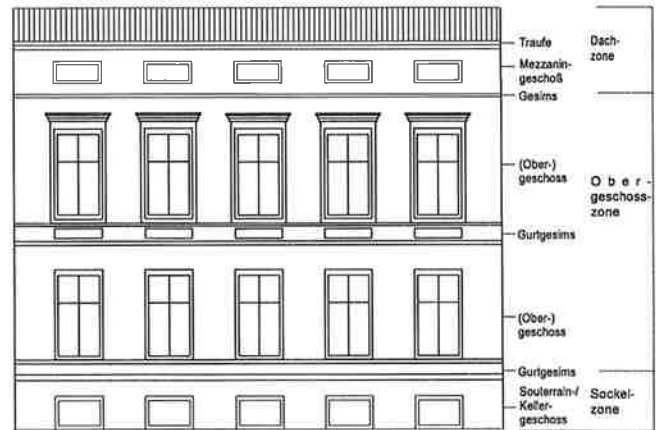 Traufe
Dach-
zone
Mezzanin-
geschoß
Gesims
(Ober-)
geschoss
O b e r -
geschoss-
zone
Gurtgesims
(Ober-)
geschoss
Gurtgesims
Souterrain-/
Keller-
geschoss
Sockel-
zone